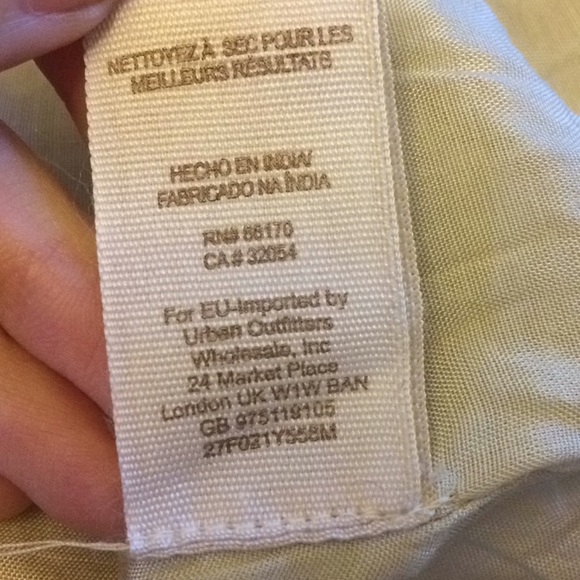 NETTOYEZ À SEC POUR LES
MEILLEURS RÉSULTATS
HECHO EN INDIA/
FABRICADO NA ÍNDIA
RN# 66170
CA # 32054
For EU-Imported by
Urban Outfitters
Wholesale, Inc
24 Market Place
London UK W1W 8AN
GB 975119105
27F021Y556M